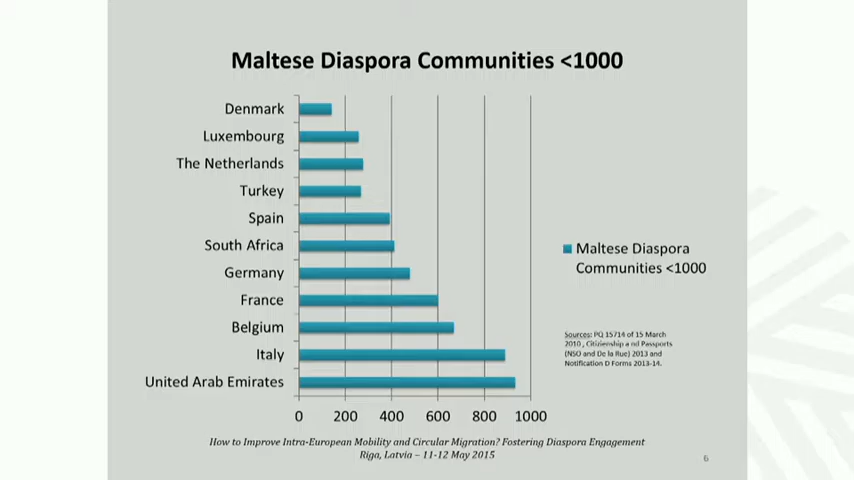 Maltese Diaspora Communities <1000
Denmark
Luxembourg
The Netherlands
Turkey
Spain
South Africa
Germany
France
Belgium
Italy
United Arab Emirates
0 200 400 600 800 1000
Maltese Diaspora
Communities <1000
Sources: PQ 15714 of 15 March
2010 , Citizienship and Passports
(NSO and De la Rue) 2013 and
Notification D Forms 2013-14.
How to Improve Intra-European Mobility and Circular Migration? Fostering Diaspora Engagement
Riga, Latvia – 11-12 May 2015
6